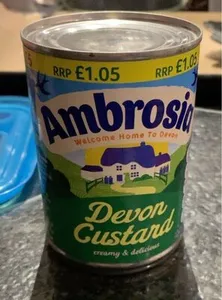 RRP £1.05 RRP £1.05
Ambrosia
Welcome Home To Devon
Devon
Custard
creamy & delicious